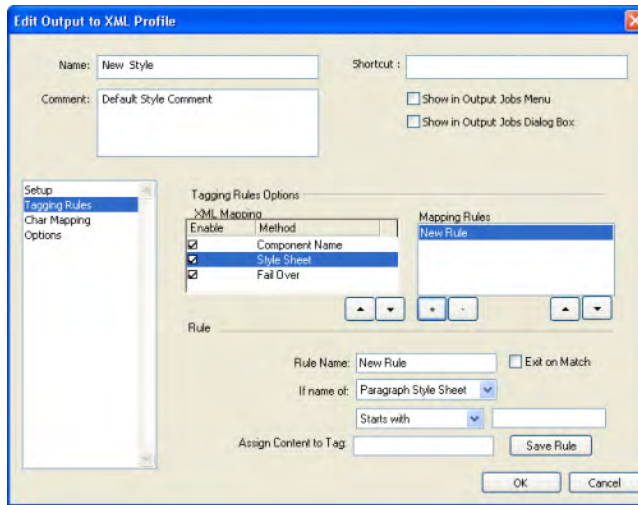 Edit Output to XML Profile
Name: New Style
Shortcut :
Comment: Default Style Comment
Show in Output Jobs Menu
Show in Output Jobs Dialog Box
Setup
Tagging Rules
Char Mapping
Options
Tagging Rules Options
XML Mapping
Enable Method
Component Name
Style Sheet
Fail Over
Mapping Rules
New Rule
+ -
Rule
Rule Name: New Rule
Exit on Match
If name of: Paragraph Style Sheet
Starts with
Assign Content to Tag:
Save Rule
OK Cancel